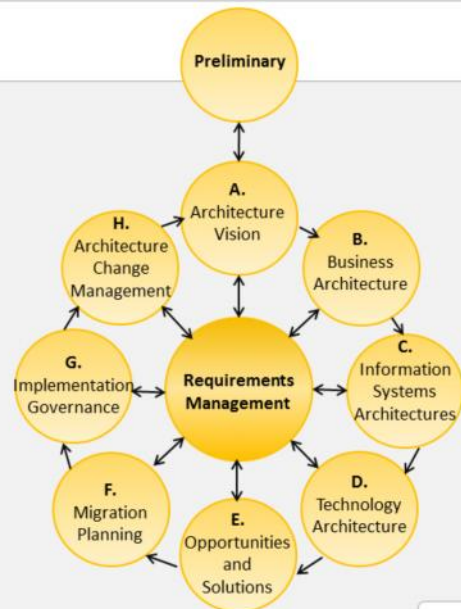 Preliminary
A.
Architecture
Vision
B.
Business
Architecture
C.
Information
Systems
Architectures
D.
Technology
Architecture
E.
Opportunities
and
Solutions
F.
Migration
Planning
G.
Implementation
Governance
H.
Architecture
Change
Management
Requirements
Management